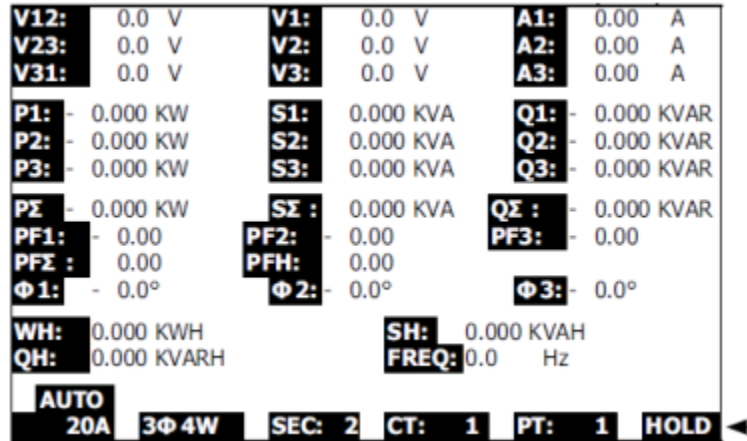 V12: 0.0 V V1: 0.0 V A1: 0.00 A
V23: 0.0 V V2: 0.0 V A2: 0.00 A
V31: 0.0 V V3: 0.0 V A3: 0.00 A
P1: - 0.000 KW S1: 0.000 KVA Q1: - 0.000 KVAR
P2: - 0.000 KW S2: 0.000 KVA Q2: - 0.000 KVAR
P3: - 0.000 KW S3: 0.000 KVA Q3: - 0.000 KVAR
PΣ - 0.000 KW SΣ : 0.000 KVA QΣ : - 0.000 KVAR
PF1: - 0.00 PF2: - 0.00 PF3: - 0.00
PFΣ : 0.00 PFH: 0.00
Φ1: - 0.0° Φ2: - 0.0° Φ3: - 0.0°
WH: 0.000 KWH SH: 0.000 KVAH
QH: 0.000 KVARH FREQ: 0.0 Hz
AUTO
20A 3Φ4W SEC: 2 CT: 1 PT: 1 HOLD